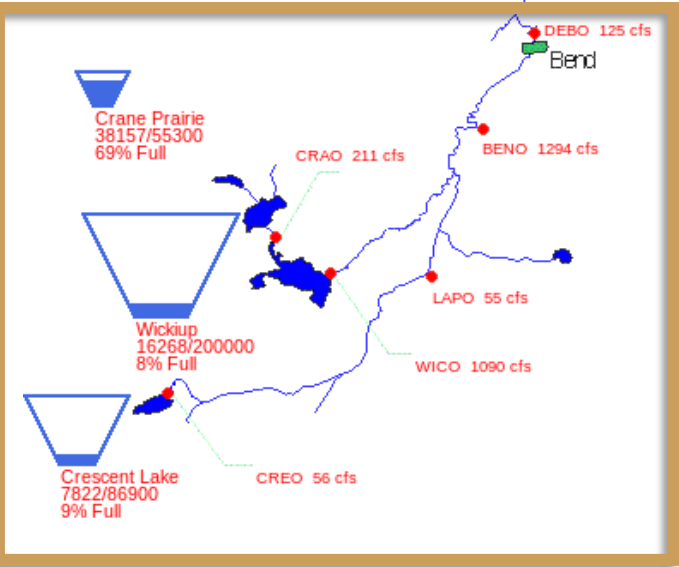 DEBO 125 cfs
Bend
Crane Prairie
38157/55300
69% Full
BENO 1294 cfs
CRAO 211 cfs
LAPO 55 cfs
Wickiup
16268/200000
8% Full
WICO 1090 cfs
Crescent Lake
7822/86900
9% Full
CREO 56 cfs